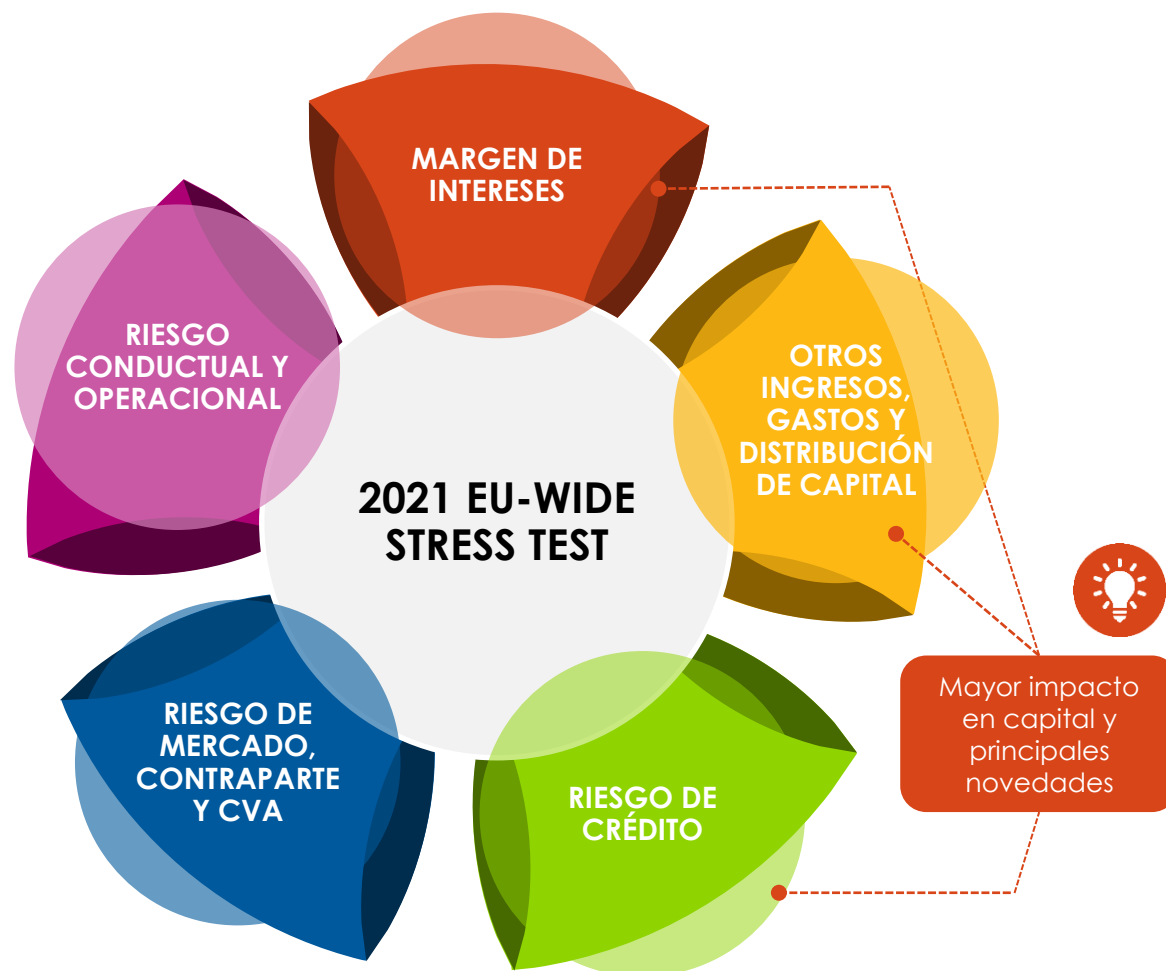 MARGEN DE
INTERESES
RIESGO
CONDUCTUAL Y
OPERACIONAL
OTROS
INGRESOS,
GASTOS Y
DISTRIBUCIÓN
DE CAPITAL
2021 EU-WIDE
STRESS TEST
RIESGO DE
MERCADO,
CONTRAPARTE
Y CVA
RIESGO DE
CRÉDITO
Mayor impacto
en capital y
principales
novedades